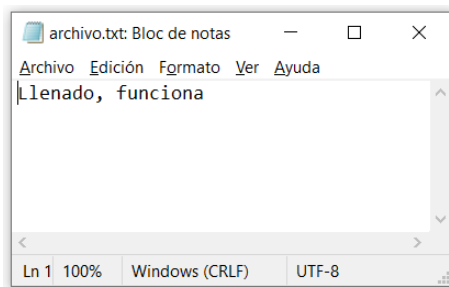 archivo.txt: Bloc de notas
Archivo Edición Formato Ver Ayuda
Llenado, funciona
Ln 1 100% Windows (CRLF) UTF-8